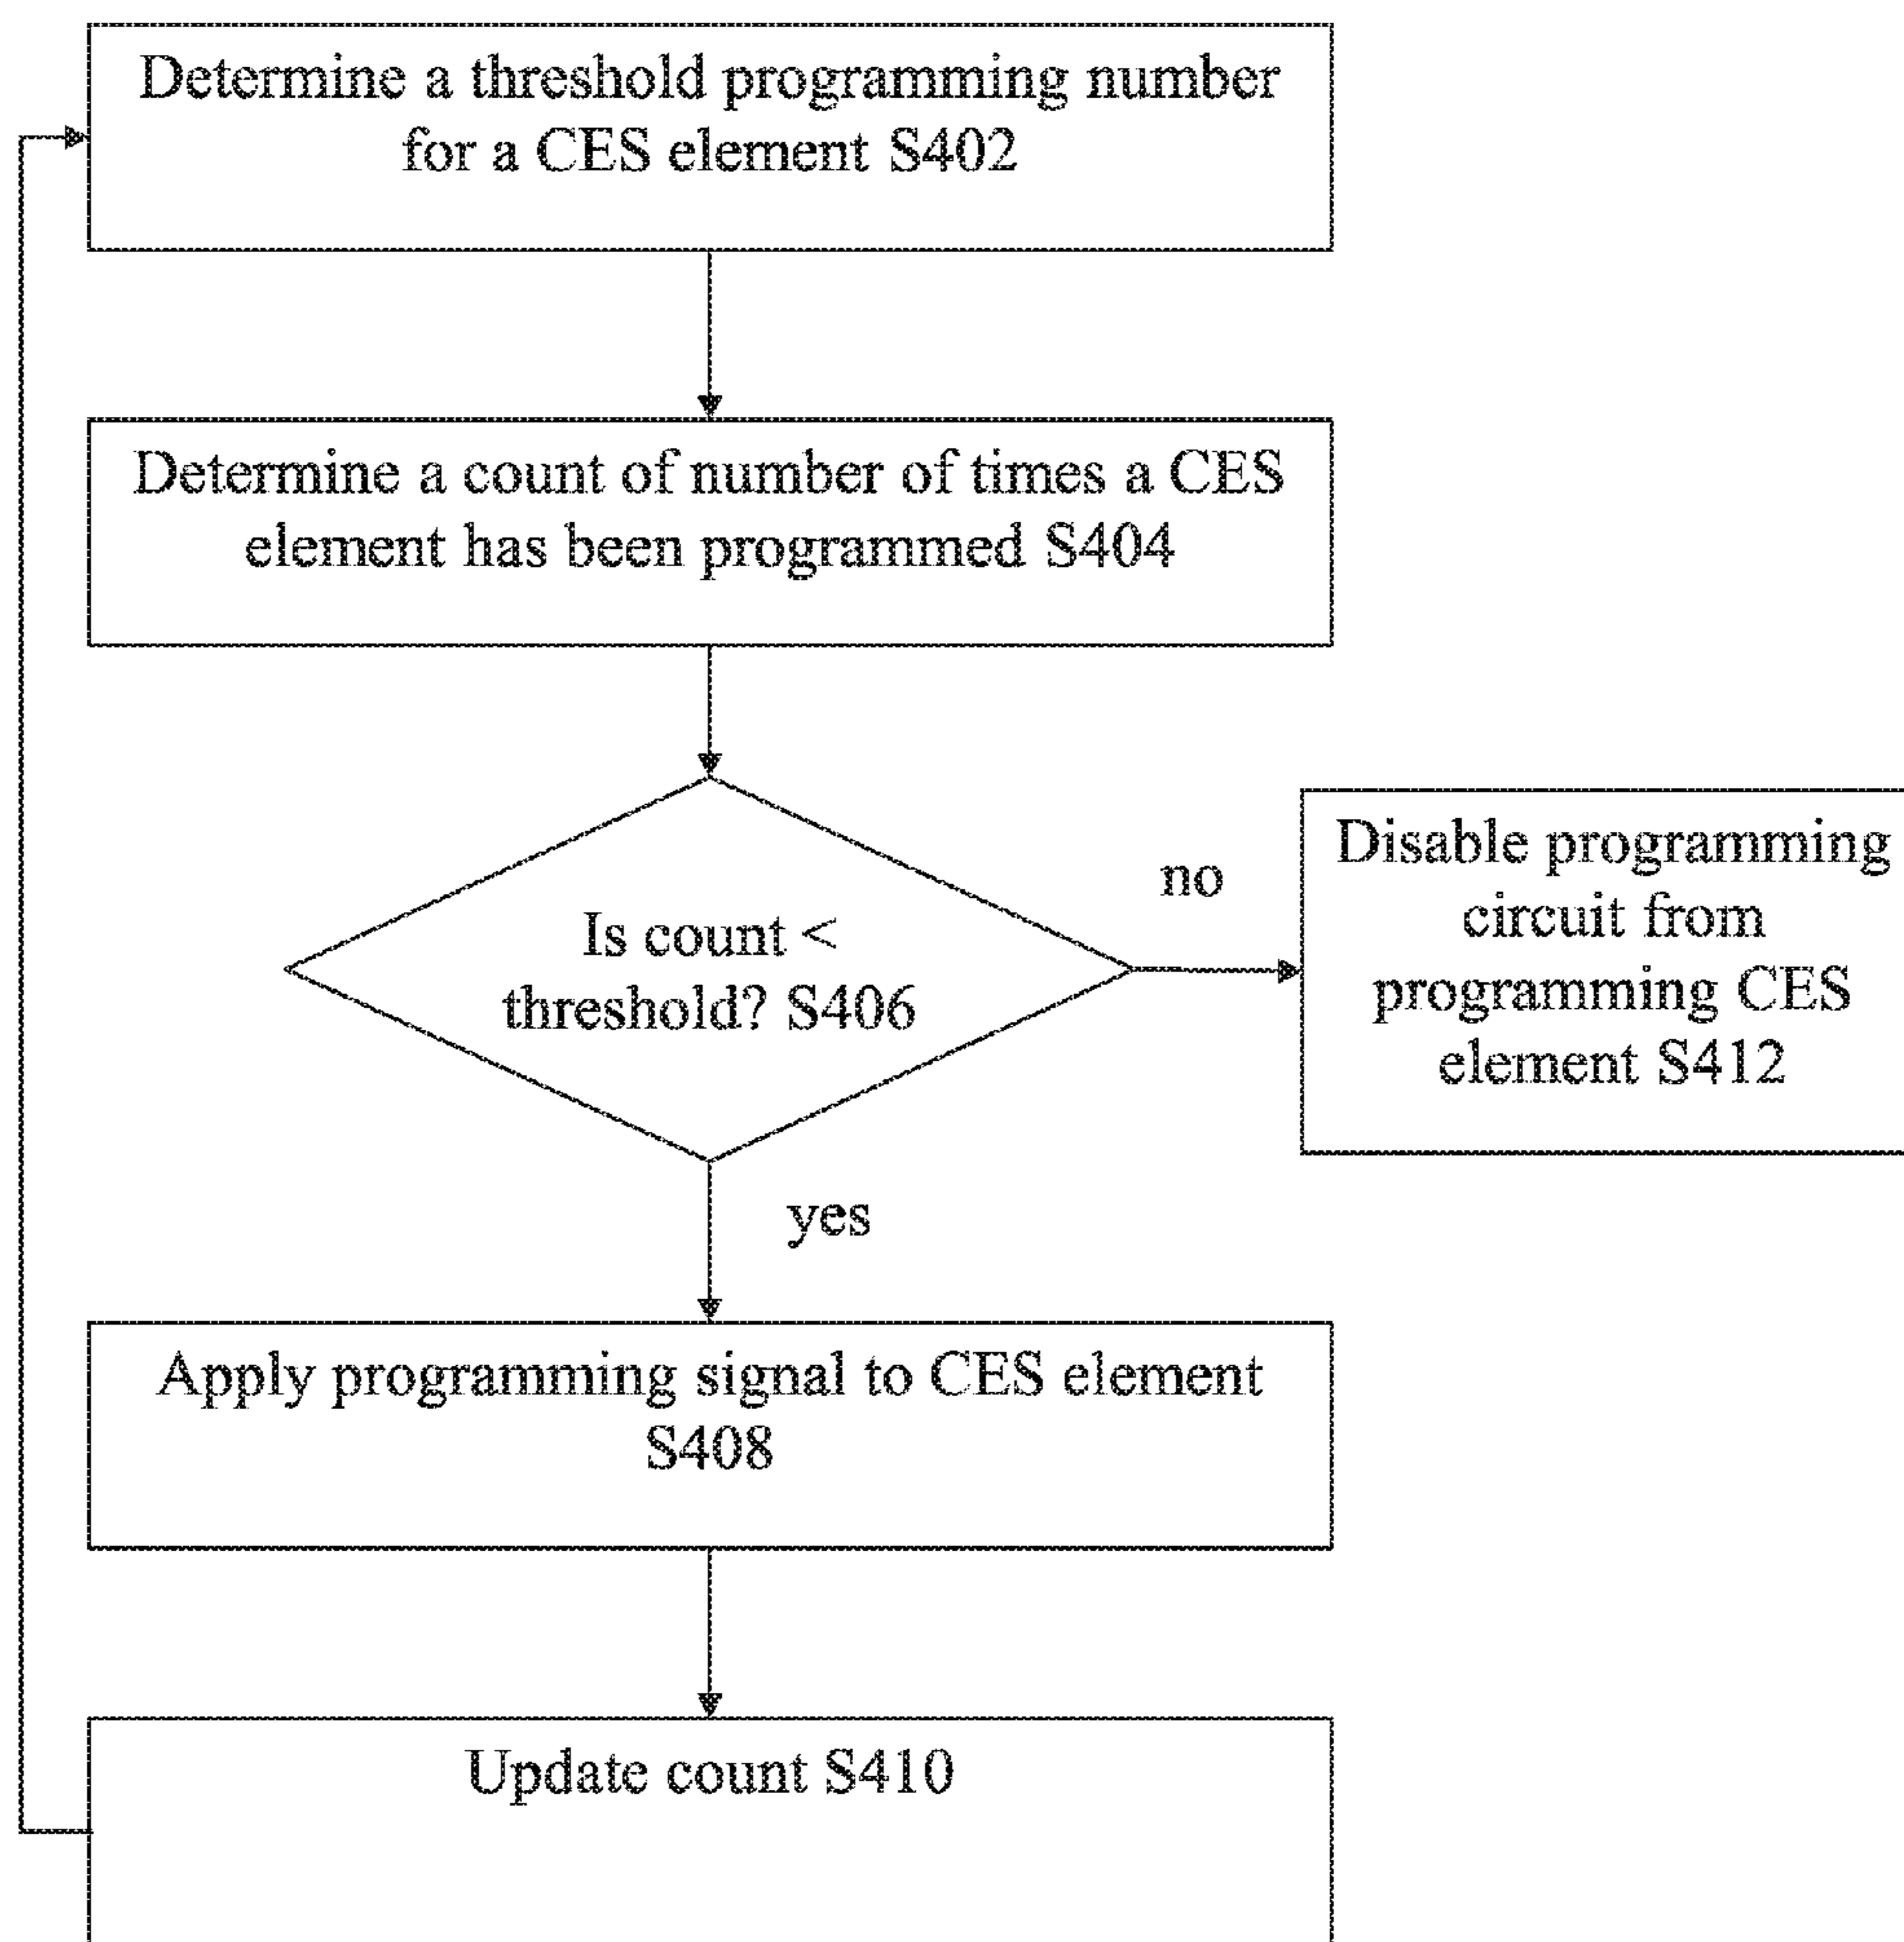 Determine a threshold programming number
for a CES element S402
Determine a count of number of times a CES
element has been programmed S404
Is count <
threshold? S406
no
Disable programming
circuit from
programming CES
element S412
yes
Apply programming signal to CES element
S408
Update count S410